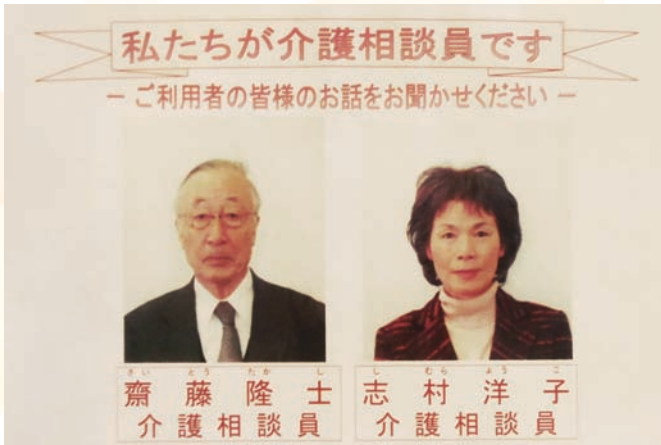 私たちが介護相談員です
－ ご利用者の皆様のお話をお聞かせください －
さい とう たか し
齋藤隆士
介護相談員
し むら よう こ
志村洋子
介護相談員